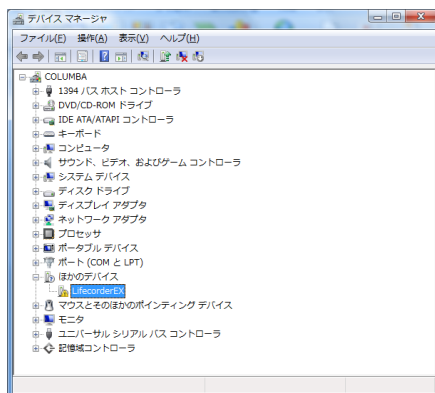 デバイス マネージャ
ファイル(F) 操作(A) 表示(V) ヘルプ(H)
COLUMBA
1394 バス ホスト コントローラ
DVD/CD-ROM ドライブ
IDE ATA/ATAPI コントローラ
キーボード
コンピュータ
サウンド、ビデオ、およびゲーム コントローラ
システム デバイス
ディスク ドライブ
ディスプレイ アダプタ
ネットワーク アダプタ
プロセッサ
ポータブル デバイス
ポート (COM と LPT)
ほかのデバイス
LifecorderEX
マウスとそのほかのポインティング デバイス
モニタ
ユニバーサル シリアル バス コントローラ
記憶域コントローラ